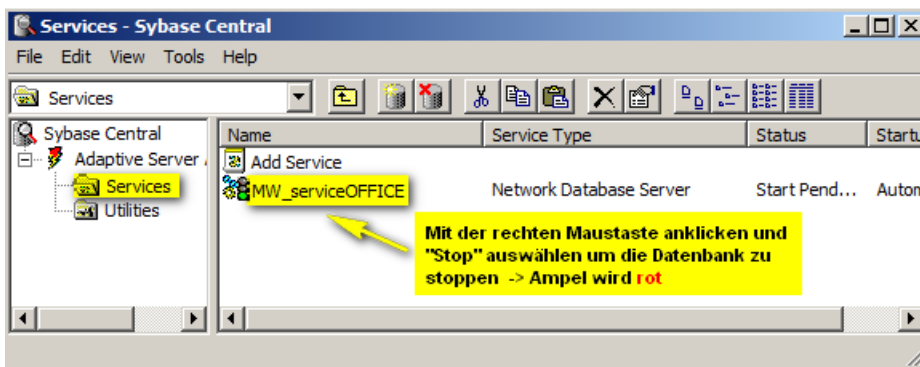 Services - Sybase Central
File Edit View Tools Help
Services
Sybase Central
Adaptive Server
Services
Utilities
Name Service Type Status Startu
Add Service
MW_serviceOFFICE Network Database Server Start Pend... Autom
Mit der rechten Maustaste anklicken und
"Stop" auswählen um die Datenbank zu
stoppen -> Ampel wird rot